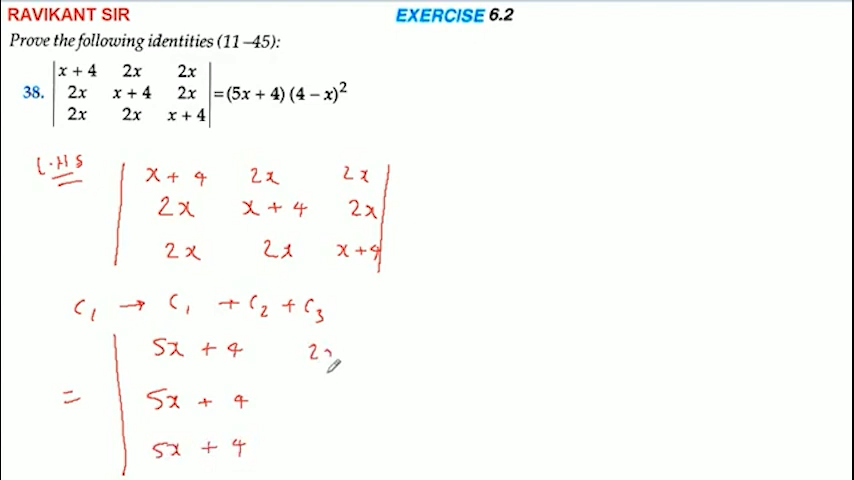 RAVIKANT SIR
EXERCISE 6.2
Prove the following identities (11–45):
x + 4 2x 2x
38. 2x x + 4 2x = (5x + 4) (4 – x)²
2x 2x x + 4
L.H.S
x + 4 2x 2x
2x x + 4 2x
2x 2x x + 4
C₁ → C₁ + C₂ + C₃
5x + 4 2x
= 5x + 4
5x + 4